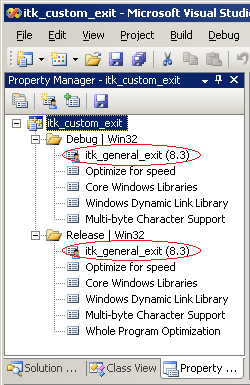 itk_custom_exit - Microsoft Visual Studio
File Edit View Project Build Debug
Property Manager - itk_custom_exit
itk_custom_exit
Debug | Win32
itk_general_exit (8.3)
Optimize for speed
Core Windows Libraries
Windows Dynamic Link Library
Multi-byte Character Support
Release | Win32
itk_general_exit (8.3)
Optimize for speed
Core Windows Libraries
Windows Dynamic Link Library
Multi-byte Character Support
Whole Program Optimization
Solution ... Class View Property ...